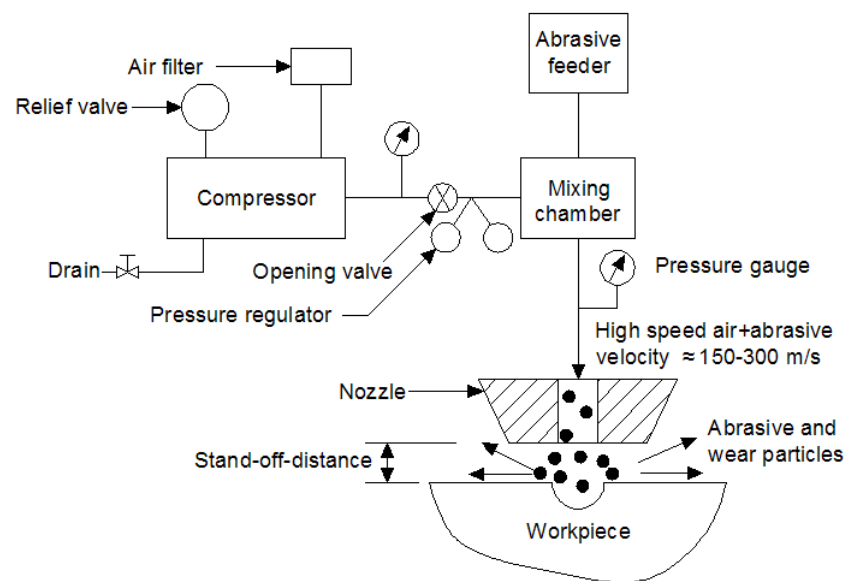 Air filter
Abrasive
feeder
Relief valve
Compressor
Mixing
chamber
Drain
Opening valve
Pressure gauge
Pressure regulator
High speed air+abrasive
velocity ≈ 150-300 m/s
Nozzle
Abrasive and
wear particles
Stand-off-distance
Workpiece